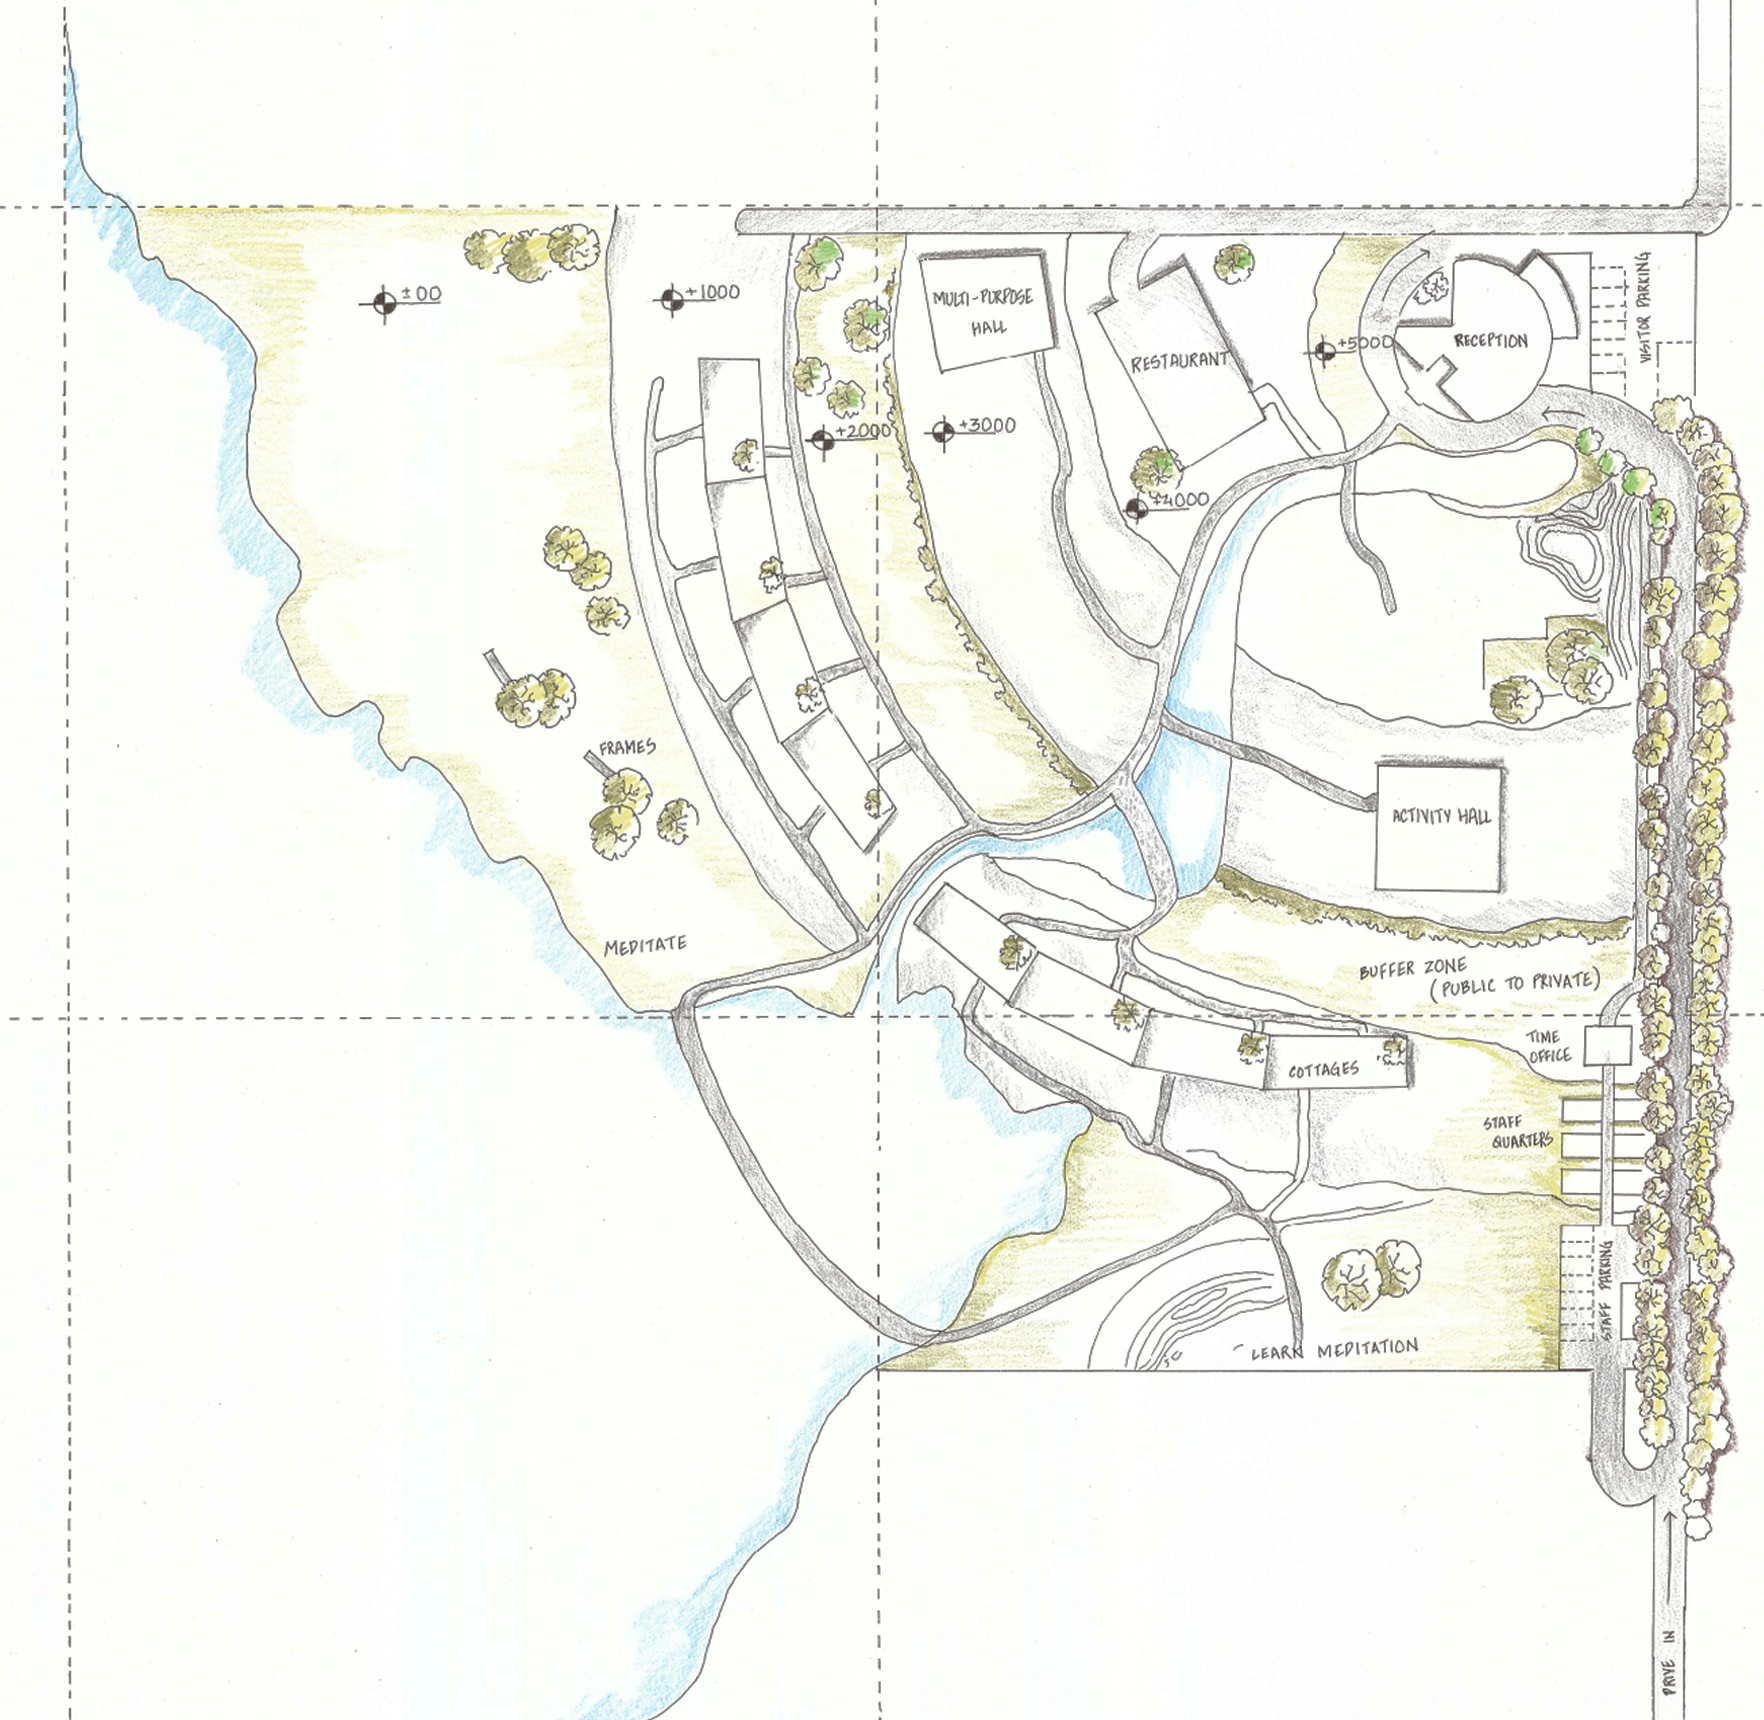 ±00
+1000
MULTI-PURPOSE
HALL
RESTAURANT
+5000
RECEPTION
VISITOR PARKING
+2000
+3000
+4000
FRAMES
ACTIVITY HALL
MEDITATE
BUFFER ZONE
(PUBLIC TO PRIVATE)
TIME
OFFICE
COTTAGES
STAFF
QUARTERS
STAFF PARKING
LEARN MEDITATION
DRIVE IN